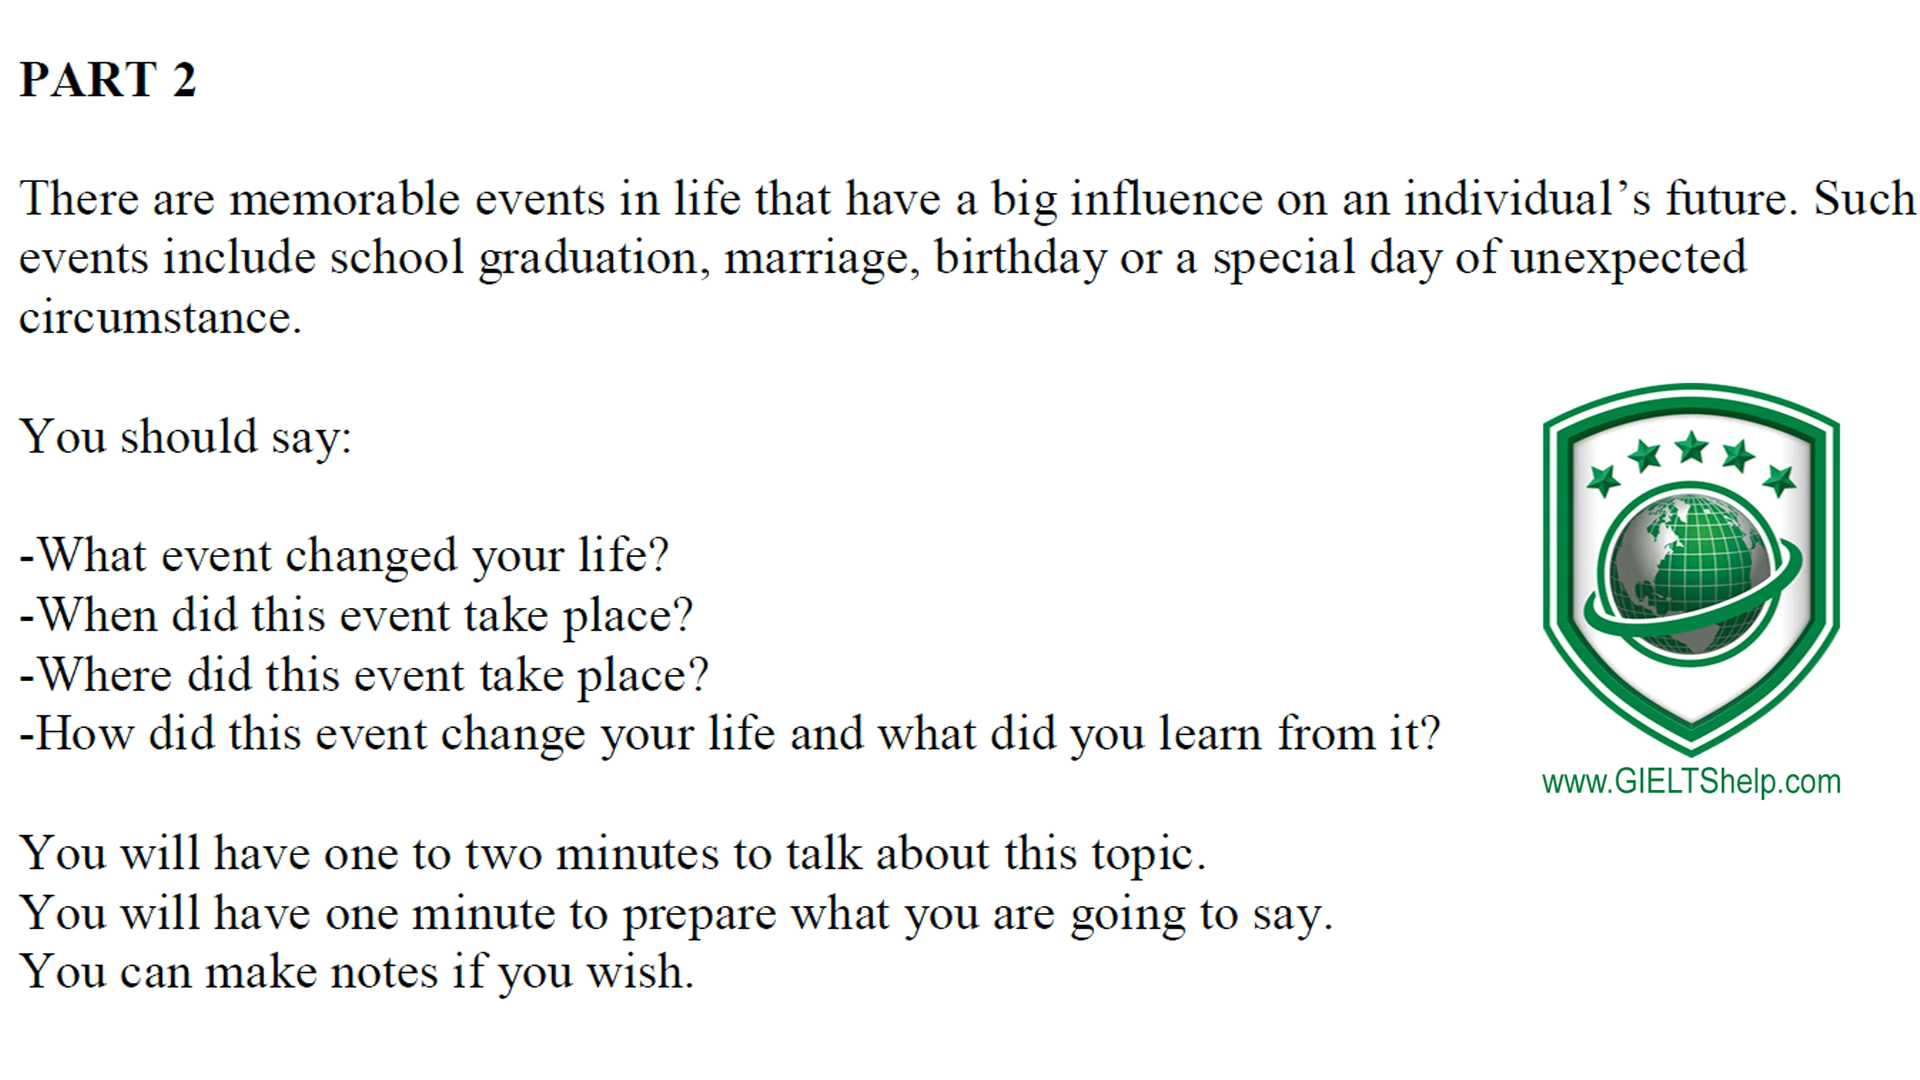 PART 2
There are memorable events in life that have a big influence on an individual’s future. Such
events include school graduation, marriage, birthday or a special day of unexpected
circumstance.
You should say:
-What event changed your life?
-When did this event take place?
-Where did this event take place?
-How did this event change your life and what did you learn from it?
www.GIELTShelp.com
You will have one to two minutes to talk about this topic.
You will have one minute to prepare what you are going to say.
You can make notes if you wish.